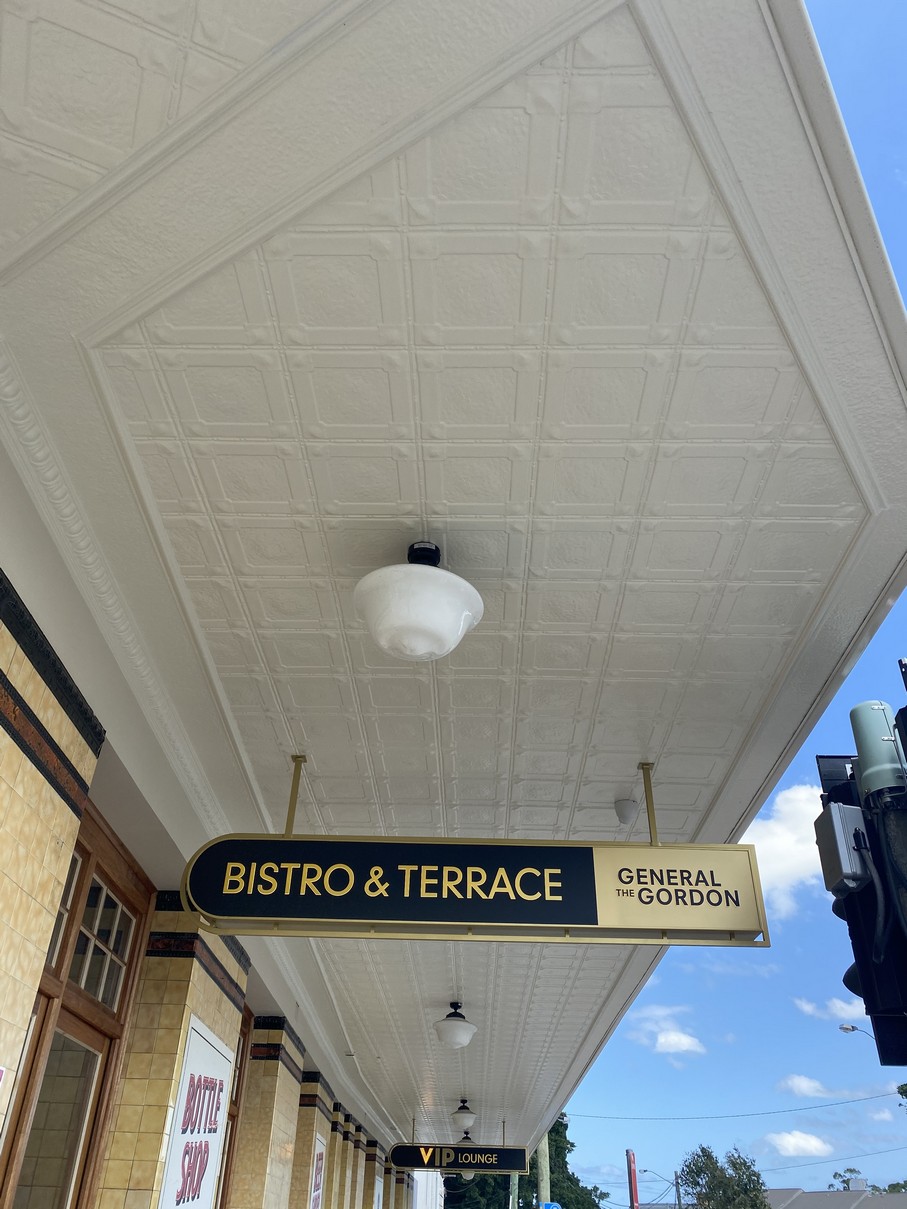 BISTRO & TERRACE
GENERAL
THE GORDON
BOTTLE
SHOP
VIP LOUNGE